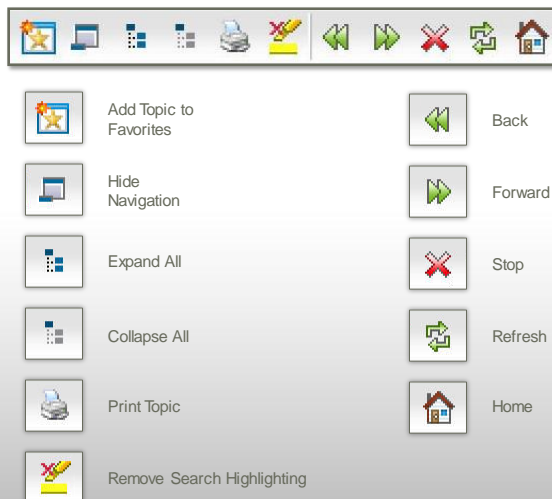 Add Topic to
Favorites
Hide
Navigation
Expand All
Collapse All
Print Topic
Remove Search Highlighting
Back
Forward
Stop
Refresh
Home